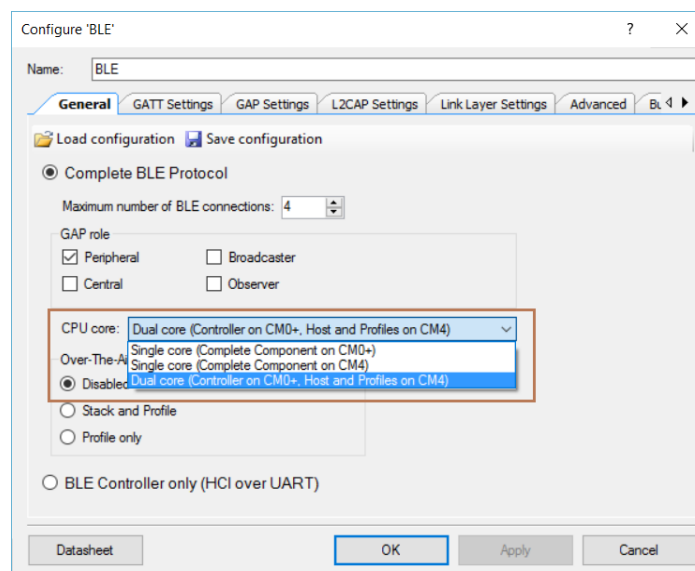 Configure 'BLE'
Name: BLE
General GATT Settings GAP Settings L2CAP Settings Link Layer Settings Advanced
Load configuration Save configuration
Complete BLE Protocol
Maximum number of BLE connections: 4
GAP role
Peripheral Broadcaster
Central Observer
CPU core: Dual core (Controller on CM0+, Host and Profiles on CM4)
Single core (Complete Component on CM0+)
Over-The-Ai
Single core (Complete Component on CM4)
Disabled Dual core (Controller on CM0+, Host and Profiles on CM4)
Stack and Profile
Profile only
BLE Controller only (HCI over UART)
Datasheet OK Apply Cancel